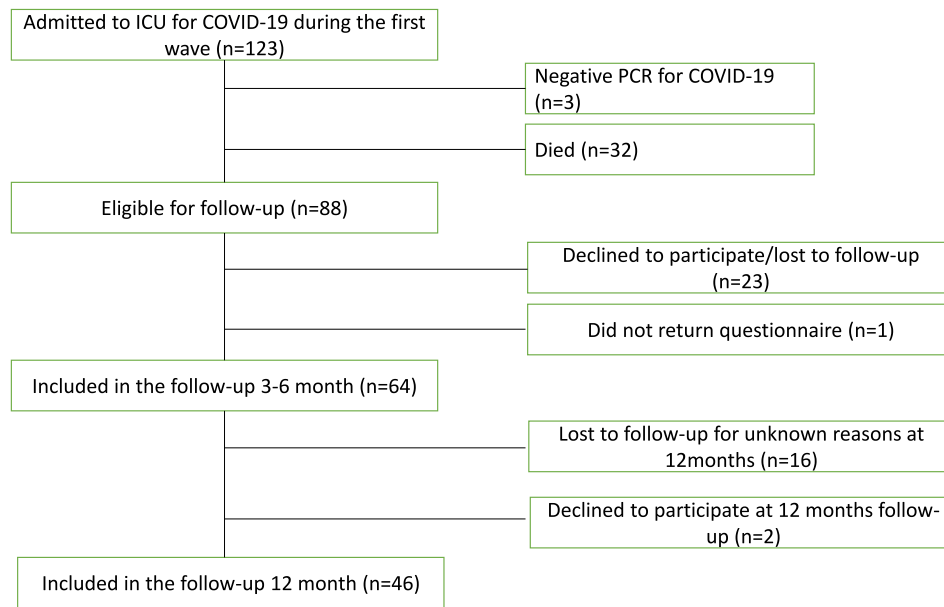 Admitted to ICU for COVID-19 during the first
wave (n=123)
Negative PCR for COVID-19
(n=3)
Died (n=32)
Eligible for follow-up (n=88)
Declined to participate/lost to follow-up
(n=23)
Did not return questionnaire (n=1)
Included in the follow-up 3-6 month (n=64)
Lost to follow-up for unknown reasons at
12months (n=16)
Declined to participate at 12 months follow-
up (n=2)
Included in the follow-up 12 month (n=46)